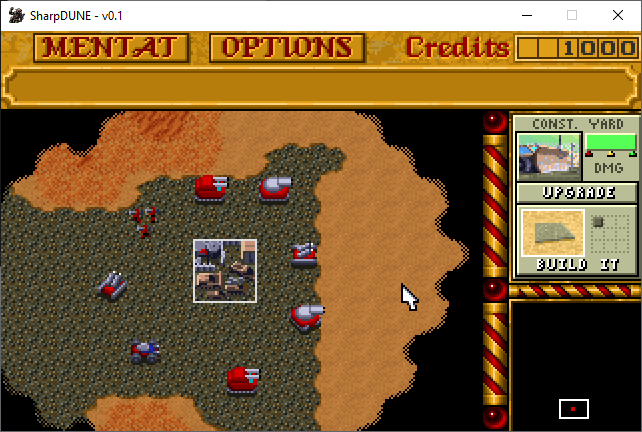 SharpDUNE - v0.1
MENTAT OPTIONS Credits 1000
CONST. YARD
DMG
UPGRADE
BUILD IT